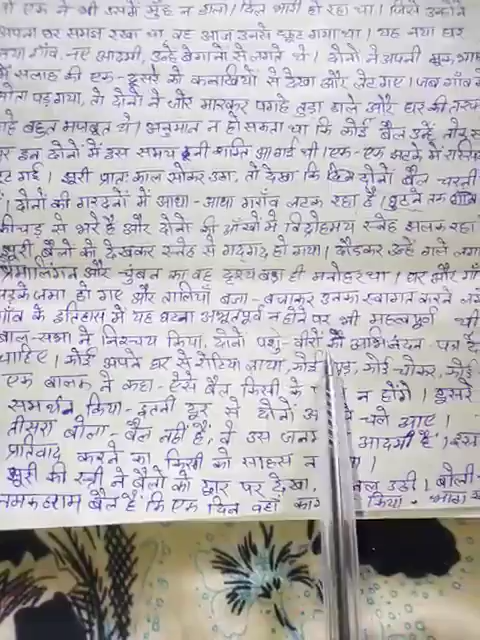 तो एक ने भी उसमें मुँह न डाला। दिल भारी हो रहा था। जिसे उन्होंने
अपना घर समझ रखा था वह आज उनसे छूट गया था। यह नया घर
नया गाँव, नए आदमी, उन्हें बेगानों से लगते थे। दोनों ने अपनी मूक भाषा
में सलाह की एक-दूसरे को कनखियों से देखा और लेट गए। जब गाँव में
सोता पड़ गया, तो दोनों ने जोर मारकर पगहे तुड़ा डाले और घर की तरफ
पगहे बहुत मजबूत थे। अनुमान न हो सकता था कि कोई बैल उन्हें तोड़ स
पर इन दोनों में इस समय दूनी शक्ति आ गई थी। एक-एक झटके में रस्सियाँ
टूट गईं। झूरी प्रातः काल सोकर उठा, तो देखा कि दोनों बैल चरनी
हैं। दोनों की गरदनों में आधा-आधा गराँव लटक रहा है। घुटने तक पाँव
कीचड़ से भरे हैं और दोनों की आँखों में विद्रोहमय स्नेह झलक रहा
झूरी बैलों को देखकर स्नेह से गद्गद् हो गया। दौड़कर उन्हें गले लगा
प्रेमालिंगन और चुंबन का वह दृश्य बड़ा ही मनोहर था। घर और गाँव
लड़के जमा हो गए और तालियाँ बजा-बजाकर उनका स्वागत करने लगे
गाँव के इतिहास में यह घटना अभूतपूर्व न होने पर भी महत्वपूर्ण थी
बाल-सभा ने निश्चय किया, दोनों पशु-वीरों को अभिनंदन-पत्र दे
चाहिए। कोई अपने घर से रोटियाँ लाया, कोई गुड़, कोई चोकर, कोई
एक बालक ने कहा- ऐसे बैल किसी के न होंगे। दूसरे
समर्थन किया- इतनी दूर से दोनों अ चले आए।
तीसरा बोला- बैल नहीं हैं, वे उस जनम आदमी हैं। इस
प्रतिवाद करने का किसी को साहस न
झूरी की स्त्री ने बैलों को द्वार पर देखा, जल उठी। बोली-
नमकहराम बैल हैं कि एक दिन वहाँ काम किया, भाग